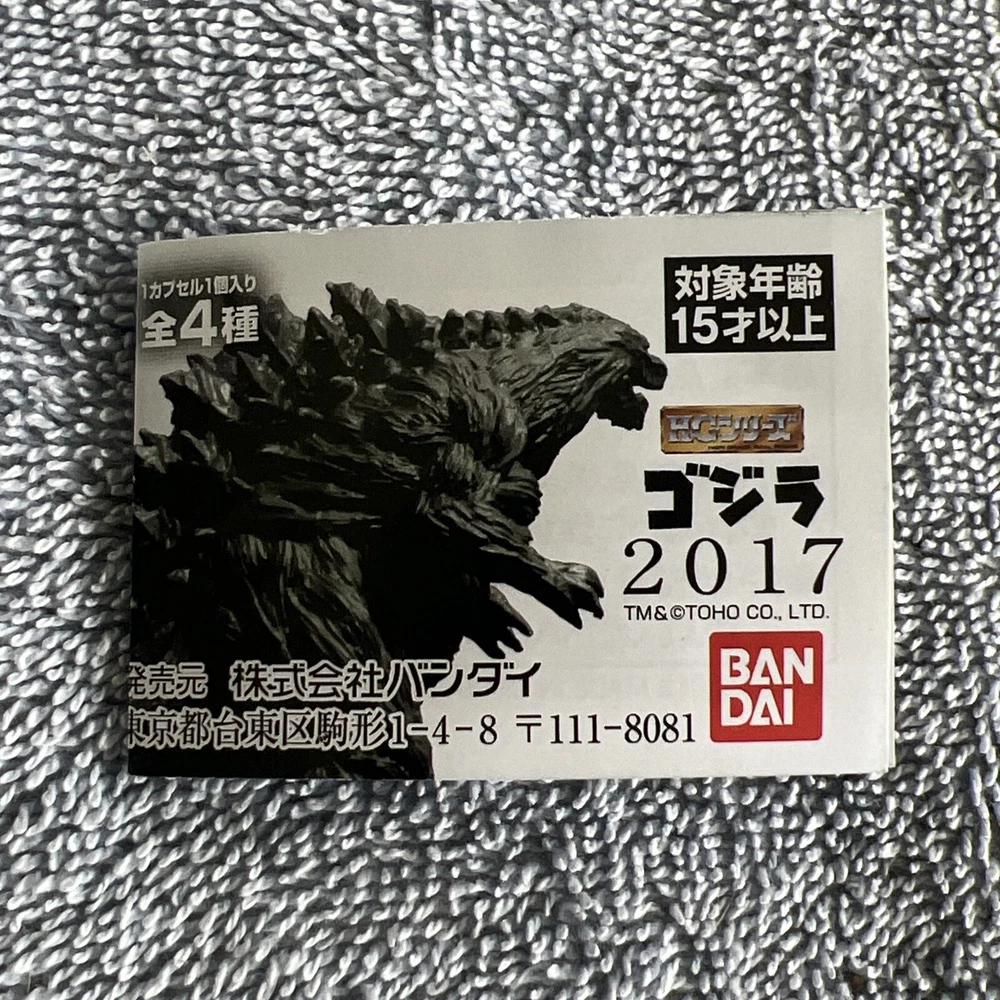 1カプセル1個入り
全4種
対象年齢
15才以上
HCシリーズ
ゴジラ
2017
TM&©TOHO CO., LTD.
BAN
DAI
発売元 株式会社バンダイ
東京都台東区駒形1-4-8 〒111-8081